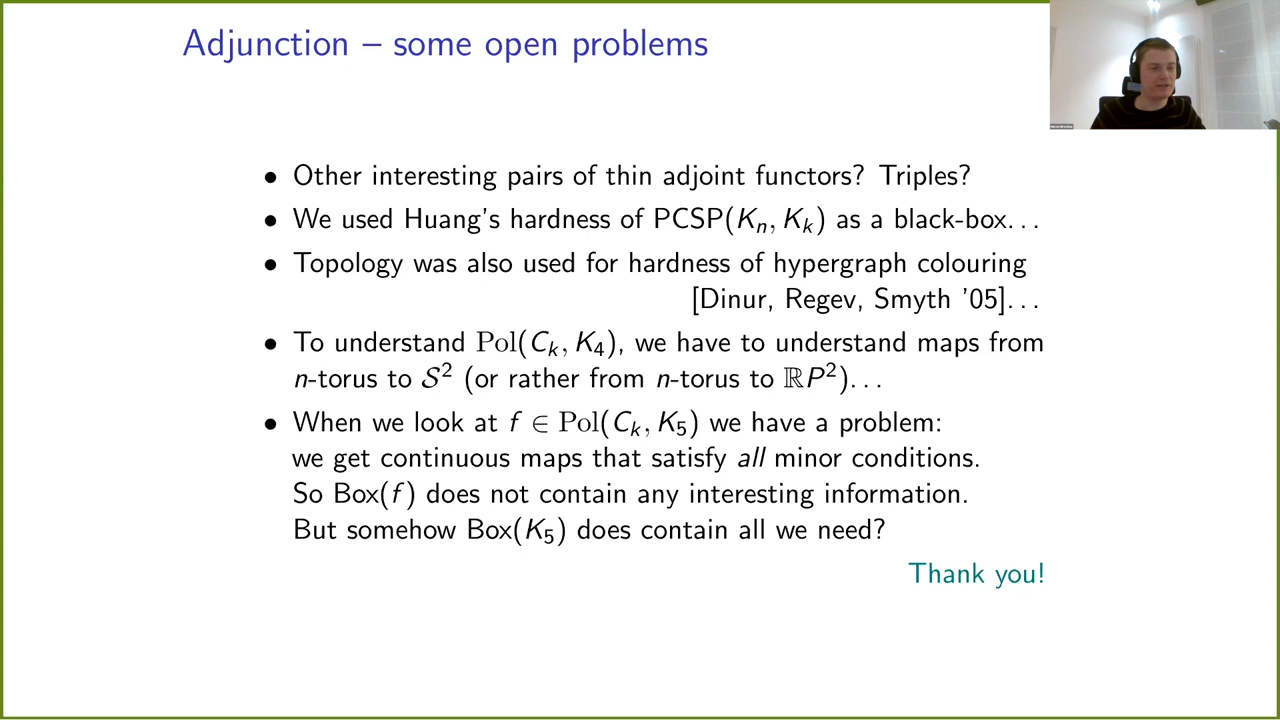 Adjunction – some open problems
• Other interesting pairs of thin adjoint functors? Triples?
• We used Huang's hardness of PCSP(Kₙ, Kₖ) as a black-box...
• Topology was also used for hardness of hypergraph colouring
[Dinur, Regev, Smyth '05]...
• To understand Pol(Cₖ, K₄), we have to understand maps from
n-torus to 𝒮² (or rather from n-torus to ℝP²)...
• When we look at f ∈ Pol(Cₖ, K₅) we have a problem:
we get continuous maps that satisfy all minor conditions.
So Box(f) does not contain any interesting information.
But somehow Box(K₅) does contain all we need?
Thank you!